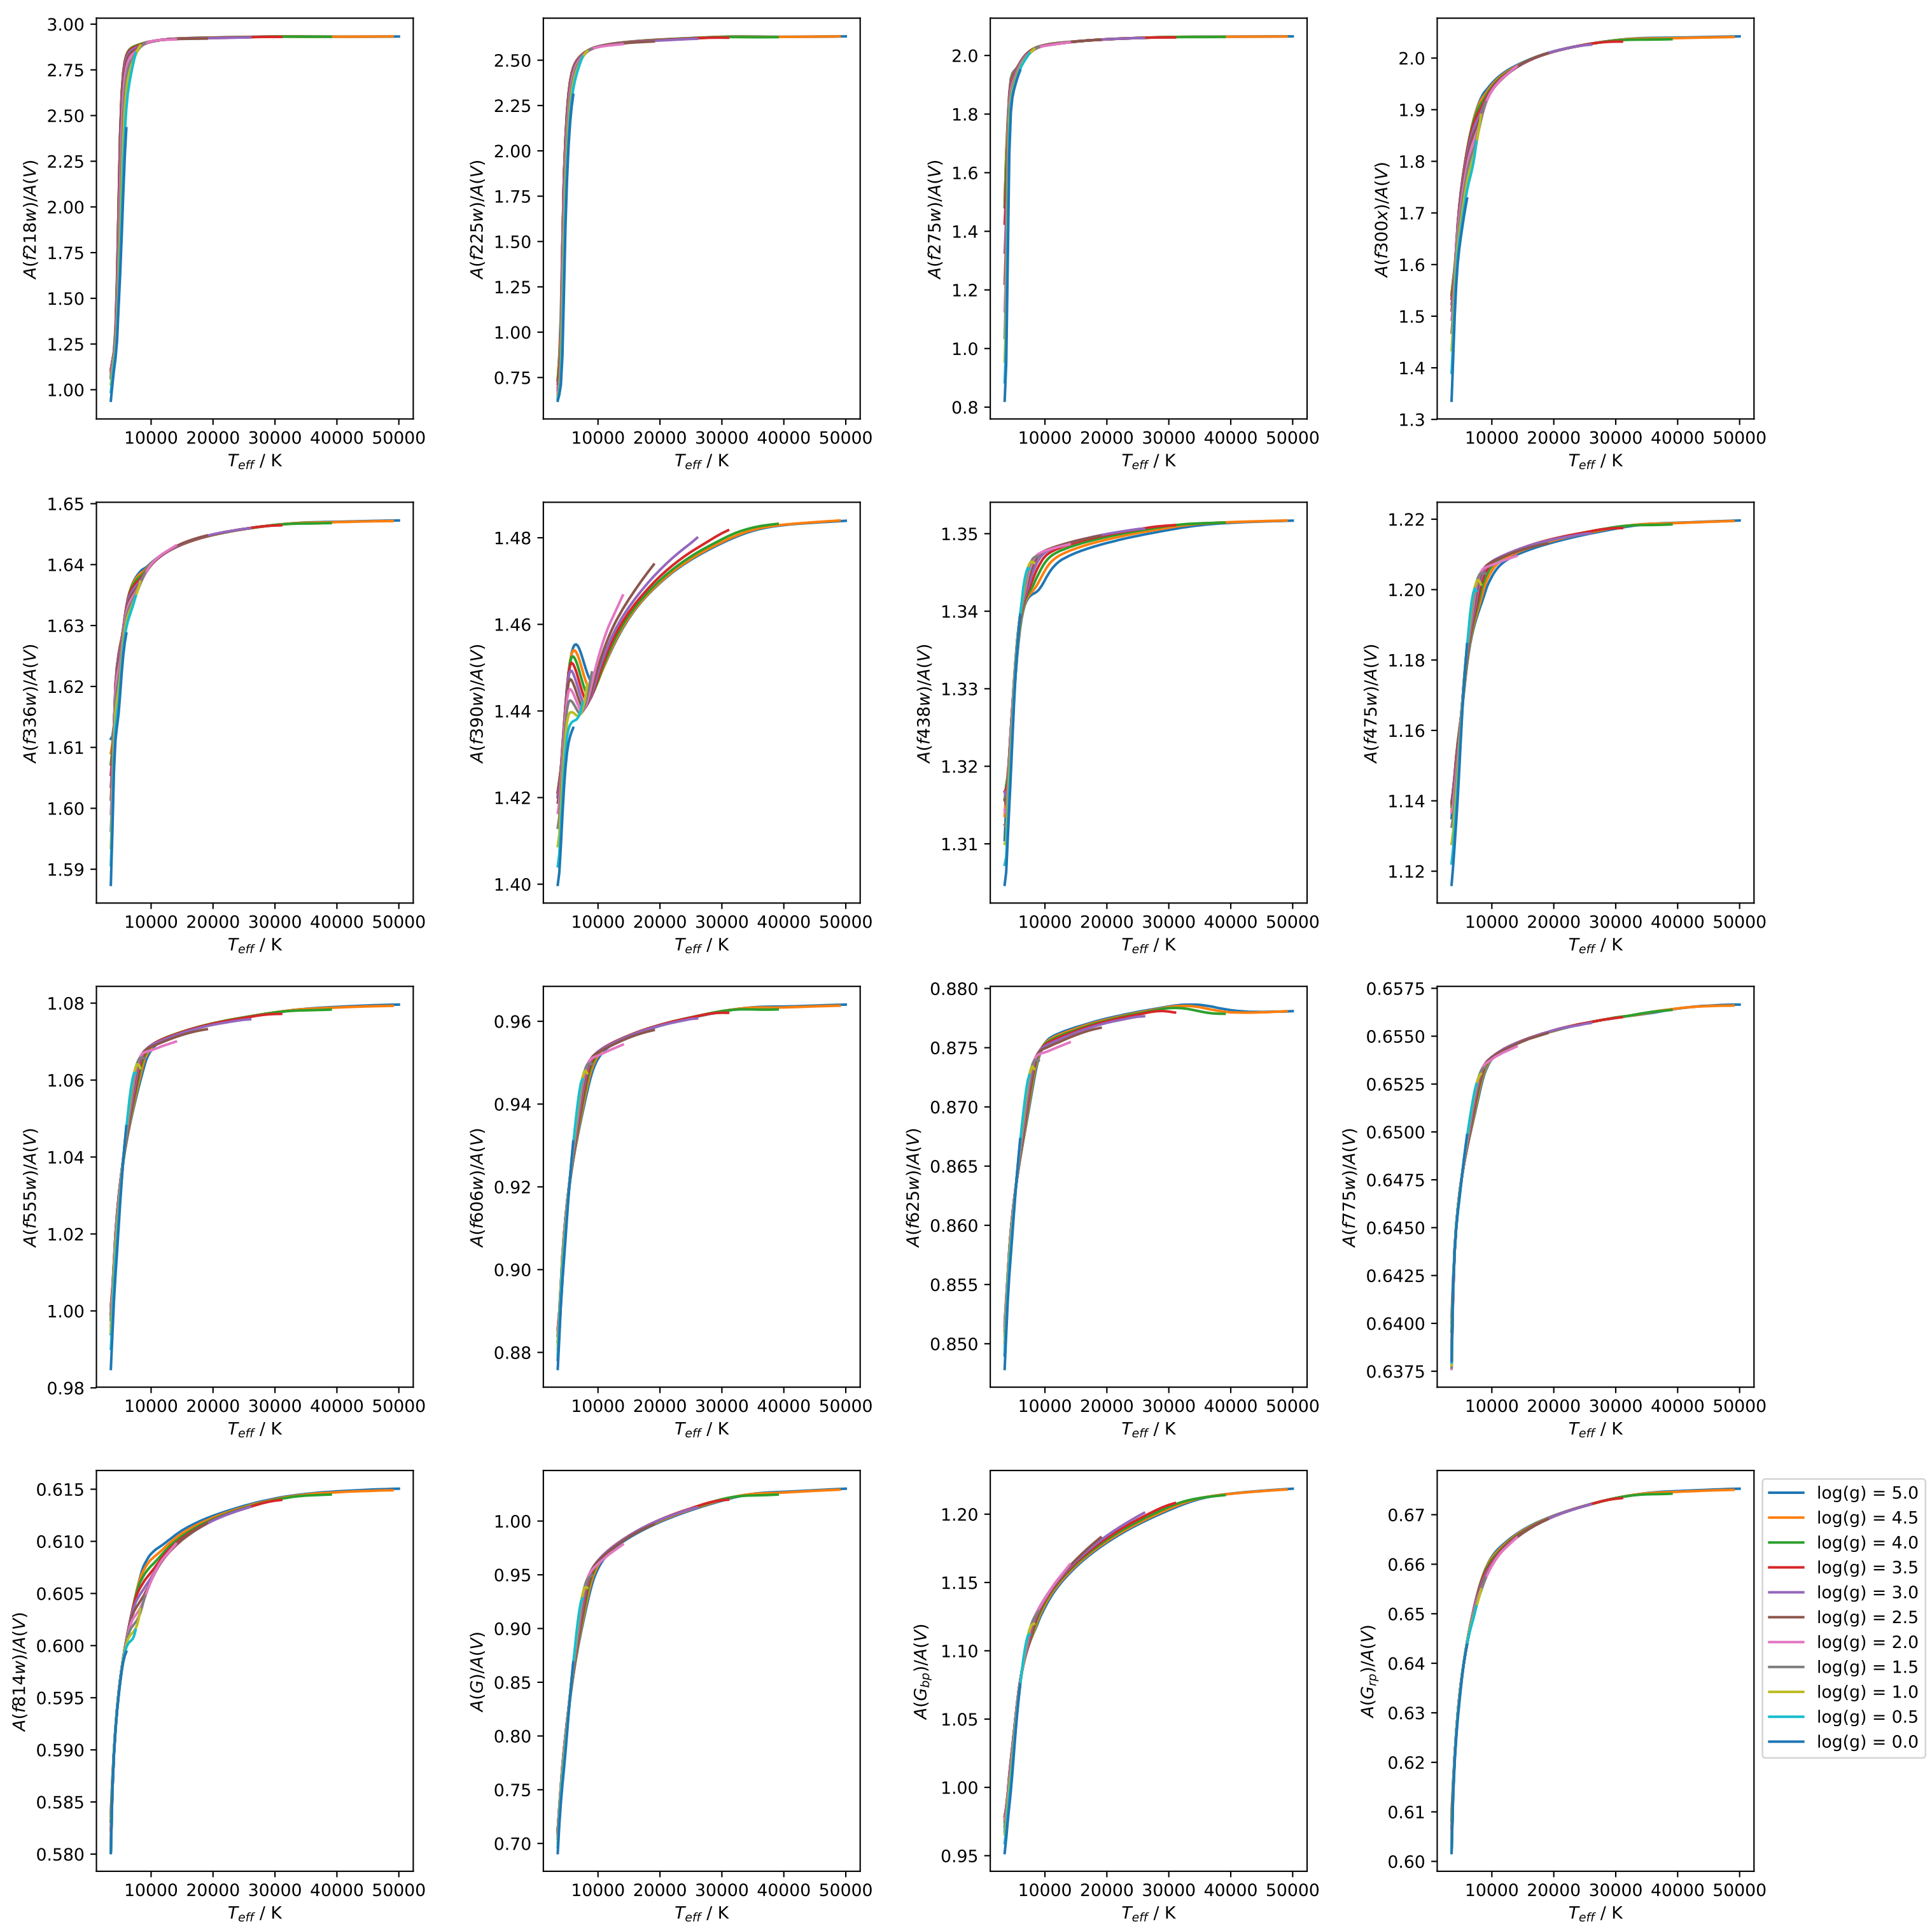 A(f218w)/A(V)
3.00
2.75
2.50
2.25
2.00
1.75
1.50
1.25
1.00
10000 20000 30000 40000 50000
T_eff / K
A(f225w)/A(V)
2.50
2.25
2.00
1.75
1.50
1.25
1.00
0.75
10000 20000 30000 40000 50000
T_eff / K
A(f275w)/A(V)
2.0
1.8
1.6
1.4
1.2
1.0
0.8
10000 20000 30000 40000 50000
T_eff / K
A(f300x)/A(V)
2.0
1.9
1.8
1.7
1.6
1.5
1.4
1.3
10000 20000 30000 40000 50000
T_eff / K
A(f336w)/A(V)
1.65
1.64
1.63
1.62
1.61
1.60
1.59
10000 20000 30000 40000 50000
T_eff / K
A(f390w)/A(V)
1.48
1.46
1.44
1.42
1.40
10000 20000 30000 40000 50000
T_eff / K
A(f438w)/A(V)
1.35
1.34
1.33
1.32
1.31
10000 20000 30000 40000 50000
T_eff / K
A(f475w)/A(V)
1.22
1.20
1.18
1.16
1.14
1.12
10000 20000 30000 40000 50000
T_eff / K
A(f555w)/A(V)
1.08
1.06
1.04
1.02
1.00
0.98
10000 20000 30000 40000 50000
T_eff / K
A(f606w)/A(V)
0.96
0.94
0.92
0.90
0.88
10000 20000 30000 40000 50000
T_eff / K
A(f625w)/A(V)
0.880
0.875
0.870
0.865
0.860
0.855
0.850
10000 20000 30000 40000 50000
T_eff / K
A(f775w)/A(V)
0.6575
0.6550
0.6525
0.6500
0.6475
0.6450
0.6425
0.6400
0.6375
10000 20000 30000 40000 50000
T_eff / K
A(f814w)/A(V)
0.615
0.610
0.605
0.600
0.595
0.590
0.585
0.580
10000 20000 30000 40000 50000
T_eff / K
A(G)/A(V)
1.00
0.95
0.90
0.85
0.80
0.75
0.70
10000 20000 30000 40000 50000
T_eff / K
A(G_bp)/A(V)
1.20
1.15
1.10
1.05
1.00
0.95
10000 20000 30000 40000 50000
T_eff / K
A(G_rp)/A(V)
0.67
0.66
0.65
0.64
0.63
0.62
0.61
0.60
10000 20000 30000 40000 50000
T_eff / K
log(g) = 5.0
log(g) = 4.5
log(g) = 4.0
log(g) = 3.5
log(g) = 3.0
log(g) = 2.5
log(g) = 2.0
log(g) = 1.5
log(g) = 1.0
log(g) = 0.5
log(g) = 0.0